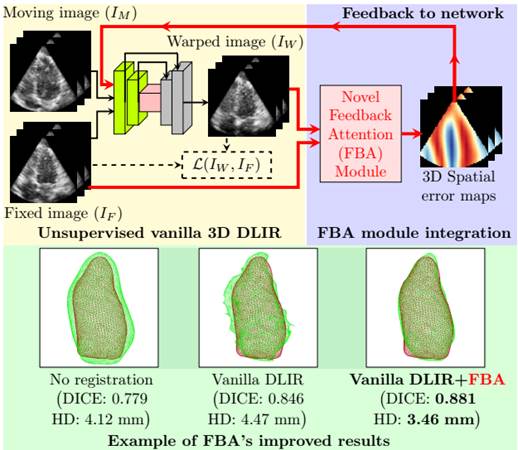 Moving image (I_M)
Feedback to network
Warped image (I_W)
Novel
Feedback
Attention
(FBA)
Module
L(I_W, I_F)
3D Spatial
error maps
Fixed image (I_F)
Unsupervised vanilla 3D DLIR
FBA module integration
No registration
(DICE: 0.779
HD: 4.12 mm)
Vanilla DLIR
(DICE: 0.846
HD: 4.47 mm)
Vanilla DLIR+FBA
(DICE: 0.881
HD: 3.46 mm)
Example of FBA's improved results